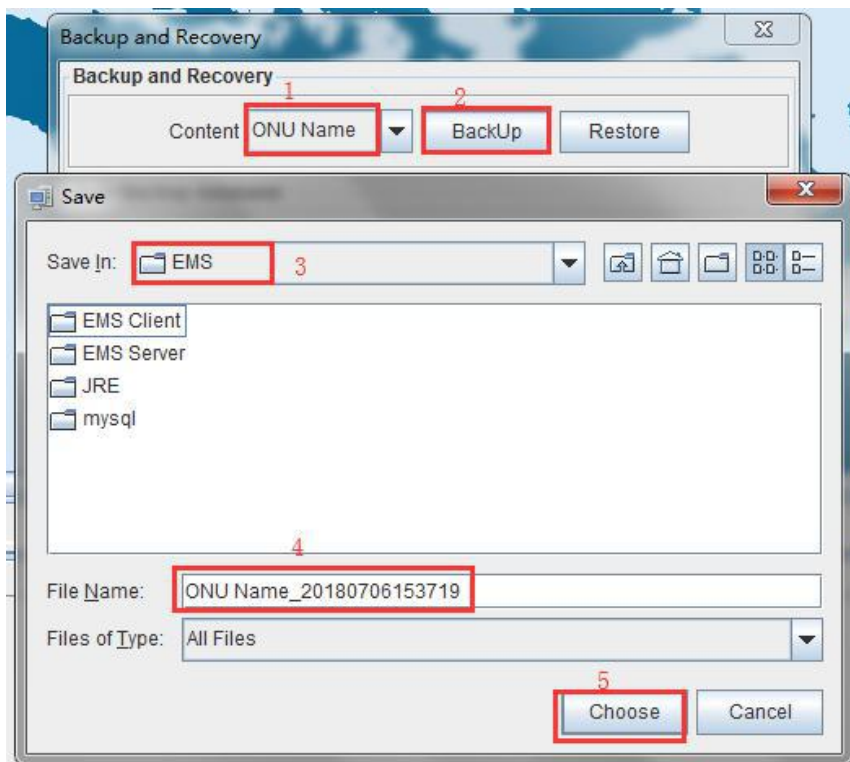 Backup and Recovery
Backup and Recovery
1
2
Content ONU Name BackUp Restore
Save
Save In: EMS 3
EMS Client
EMS Server
JRE
mysql
4
File Name: ONU Name_20180706153719
Files of Type: All Files
5
Choose Cancel